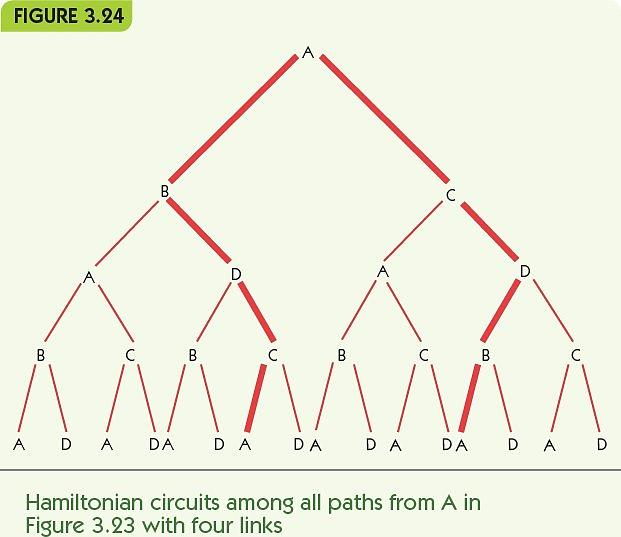 FIGURE 3.24
A
B C
A D A D
B C B C B C B C
A D A D A D A D A D A D A D A D
Hamiltonian circuits among all paths from A in
Figure 3.23 with four links